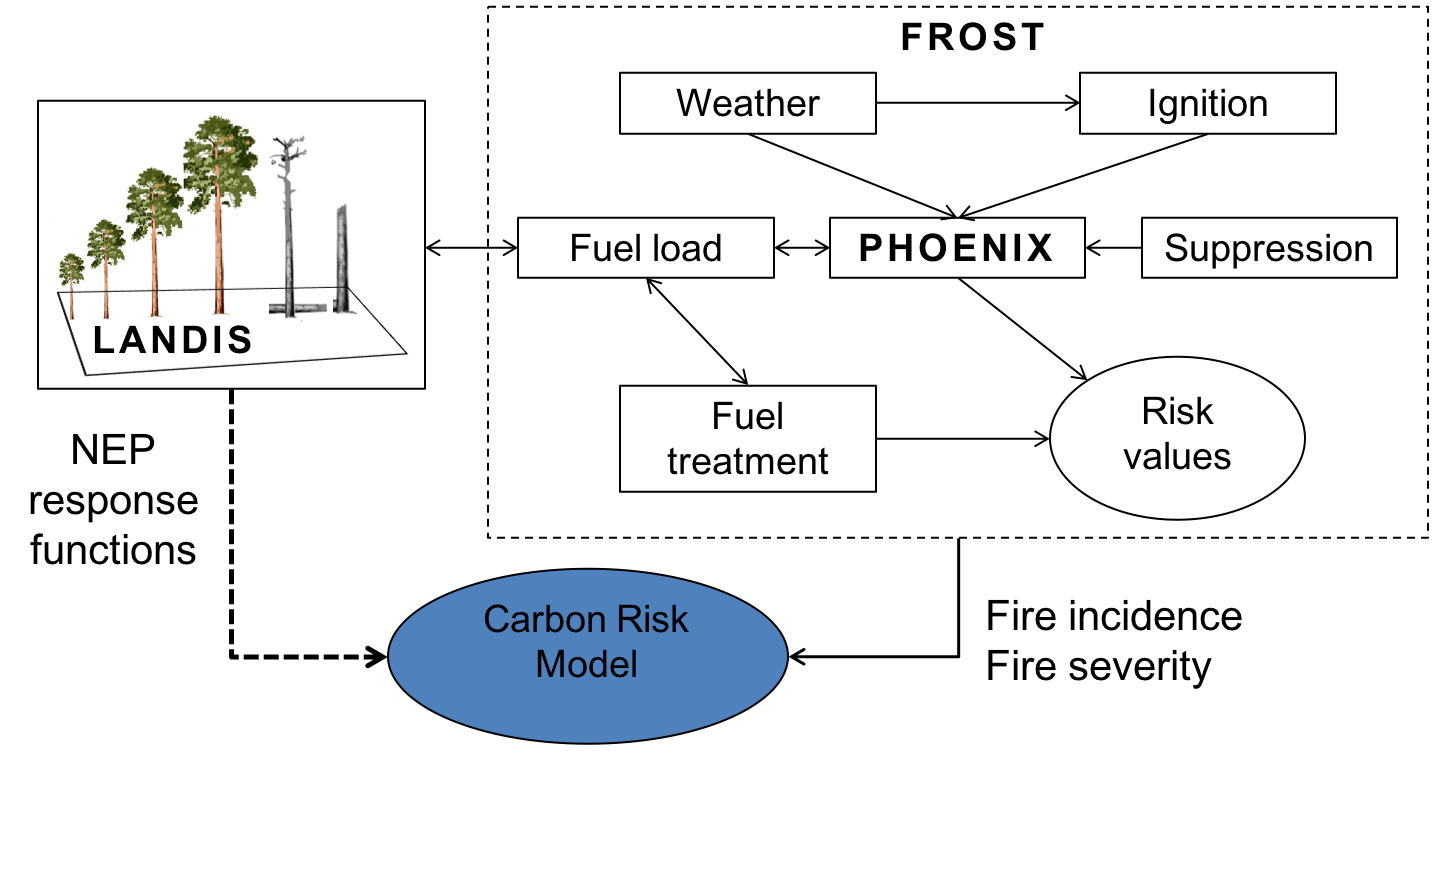 FROST
Weather
Ignition
Fuel load
PHOENIX
Suppression
LANDIS
Fuel
treatment
Risk
values
NEP
response
functions
Carbon Risk
Model
Fire incidence
Fire severity